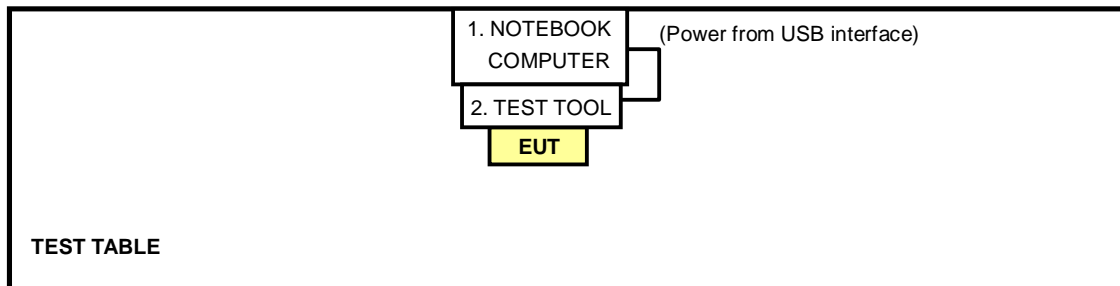 1. NOTEBOOK (Power from USB interface)
COMPUTER
2. TEST TOOL
EUT
TEST TABLE